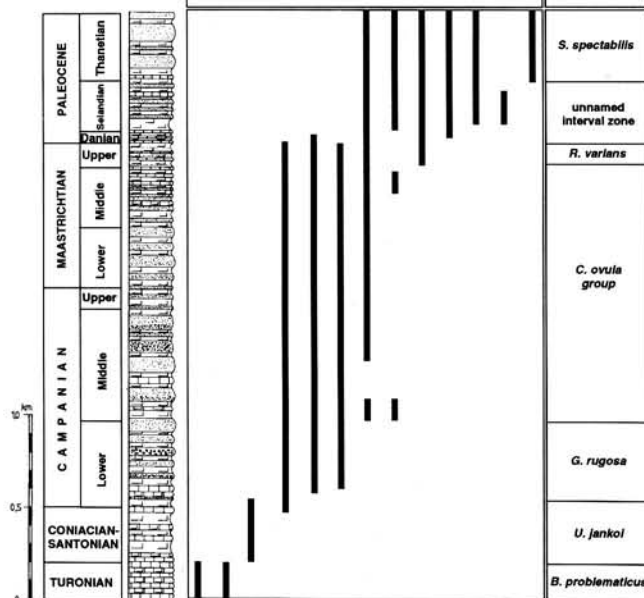 PALEOCENE
Thanetian
Selandian
Danian
MAASTRICHTIAN
Upper
Middle
Lower
CAMPANIAN
Upper
Middle
Lower
CONIACIAN-
SANTONIAN
TURONIAN
km
0,5
S. spectabilis
unnamed
interval zone
R. varians
C. ovula
group
G. rugosa
U. jankoi
B. problematicus